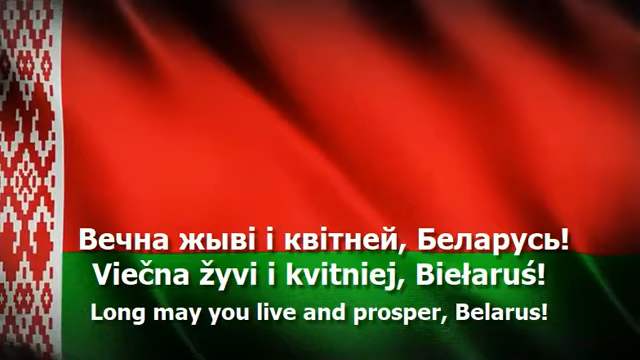 Вечна жыві і квітней, Беларусь!
Viečna žyvi i kvitniej, Biełaruś!
Long may you live and prosper, Belarus!